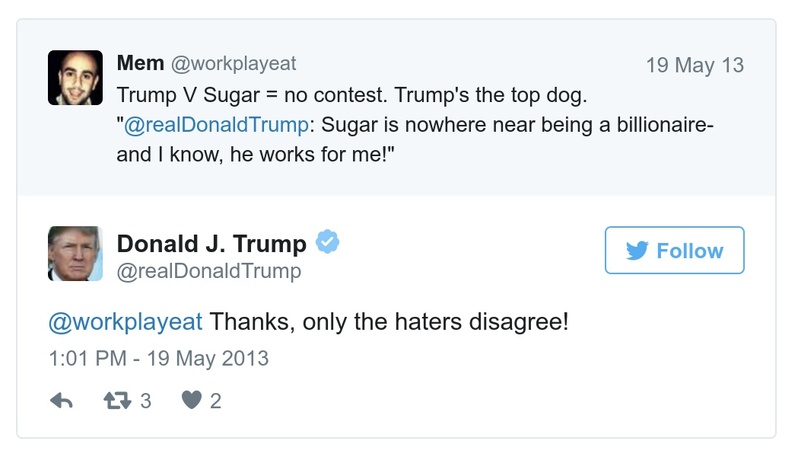 Mem @workplayeat 19 May 13
Trump V Sugar = no contest. Trump's the top dog.
"@realDonaldTrump: Sugar is nowhere near being a billionaire-
and I know, he works for me!"
Donald J. Trump
@realDonaldTrump
Follow
@workplayeat Thanks, only the haters disagree!
1:01 PM - 19 May 2013
3 2